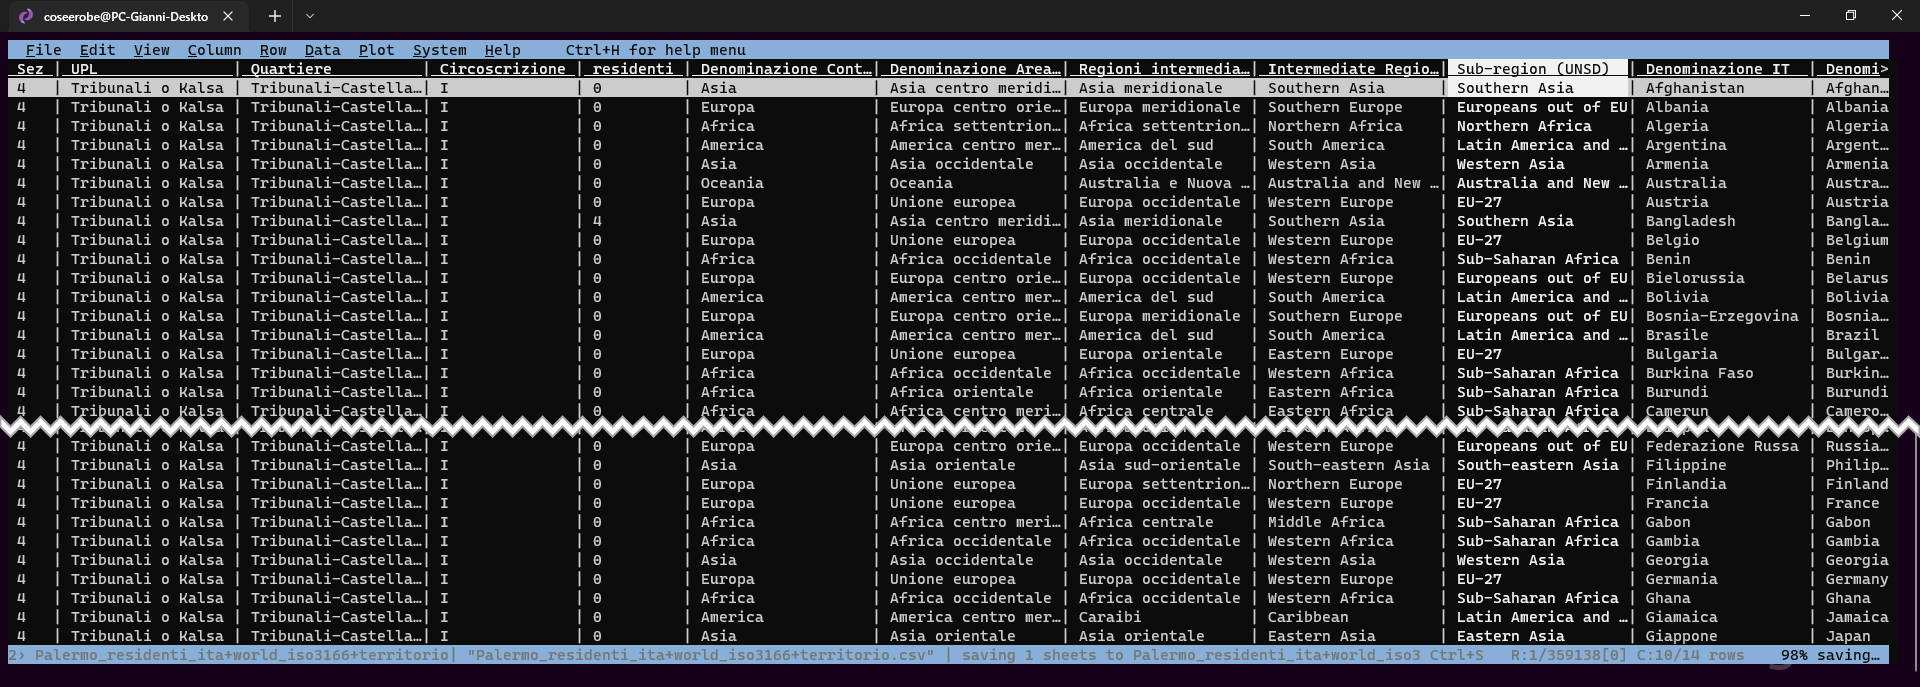 coseerobe@PC-Gianni-Deskto
File Edit View Column Row Data Plot System Help Ctrl+H for help menu
Sez | UPL | Quartiere | Circoscrizione | residenti | Denominazione Cont…| Denominazione Area…| Regioni intermedia…| Intermediate Regio…| Sub-region (UNSD) | Denominazione IT | Denomi>
4 | Tribunali o Kalsa | Tribunali-Castella…| I | 0 | Asia | Asia centro meridi…| Asia meridionale | Southern Asia | Southern Asia | Afghanistan | Afghan…
4 | Tribunali o Kalsa | Tribunali-Castella…| I | 0 | Europa | Europa centro orie…| Europa meridionale | Southern Europe | Europeans out of EU| Albania | Albania
4 | Tribunali o Kalsa | Tribunali-Castella…| I | 0 | Africa | Africa settentrion…| Africa settentrion…| Northern Africa | Northern Africa | Algeria | Algeria
4 | Tribunali o Kalsa | Tribunali-Castella…| I | 0 | America | America centro mer…| America del sud | South America | Latin America and …| Argentina | Argent…
4 | Tribunali o Kalsa | Tribunali-Castella…| I | 0 | Asia | Asia occidentale | Asia occidentale | Western Asia | Western Asia | Armenia | Armenia
4 | Tribunali o Kalsa | Tribunali-Castella…| I | 0 | Oceania | Oceania | Australia e Nuova …| Australia and New …| Australia and New …| Australia | Austra…
4 | Tribunali o Kalsa | Tribunali-Castella…| I | 0 | Europa | Unione europea | Europa occidentale | Western Europe | EU-27 | Austria | Austria
4 | Tribunali o Kalsa | Tribunali-Castella…| I | 4 | Asia | Asia centro meridi…| Asia meridionale | Southern Asia | Southern Asia | Bangladesh | Bangla…
4 | Tribunali o Kalsa | Tribunali-Castella…| I | 0 | Europa | Unione europea | Europa occidentale | Western Europe | EU-27 | Belgio | Belgium
4 | Tribunali o Kalsa | Tribunali-Castella…| I | 0 | Africa | Africa occidentale | Africa occidentale | Western Africa | Sub-Saharan Africa | Benin | Benin
4 | Tribunali o Kalsa | Tribunali-Castella…| I | 0 | Europa | Europa centro orie…| Europa occidentale | Western Europe | Europeans out of EU| Bielorussia | Belarus
4 | Tribunali o Kalsa | Tribunali-Castella…| I | 0 | America | America centro mer…| America del sud | South America | Latin America and …| Bolivia | Bolivia
4 | Tribunali o Kalsa | Tribunali-Castella…| I | 0 | Europa | Europa centro orie…| Europa meridionale | Southern Europe | Europeans out of EU| Bosnia-Erzegovina | Bosnia…
4 | Tribunali o Kalsa | Tribunali-Castella…| I | 0 | America | America centro mer…| America del sud | South America | Latin America and …| Brasile | Brazil
4 | Tribunali o Kalsa | Tribunali-Castella…| I | 0 | Europa | Unione europea | Europa orientale | Eastern Europe | EU-27 | Bulgaria | Bulgar…
4 | Tribunali o Kalsa | Tribunali-Castella…| I | 0 | Africa | Africa occidentale | Africa occidentale | Western Africa | Sub-Saharan Africa | Burkina Faso | Burkin…
4 | Tribunali o Kalsa | Tribunali-Castella…| I | 0 | Africa | Africa orientale | Africa orientale | Eastern Africa | Sub-Saharan Africa | Burundi | Burundi
4 | Tribunali o Kalsa | Tribunali-Castella…| I | 0 | Africa | Africa centro meri…| Africa centrale | Eastern Africa | Sub-Saharan Africa | Camerun | Camero…
4 | Tribunali o Kalsa | Tribunali-Castella…| I | 0 | Europa | Europa centro orie…| Europa occidentale | Western Europe | Europeans out of EU| Federazione Russa | Russia…
4 | Tribunali o Kalsa | Tribunali-Castella…| I | 0 | Asia | Asia orientale | Asia sud-orientale | South-eastern Asia | South-eastern Asia | Filippine | Philip…
4 | Tribunali o Kalsa | Tribunali-Castella…| I | 0 | Europa | Unione europea | Europa settentrion…| Northern Europe | EU-27 | Finlandia | Finland
4 | Tribunali o Kalsa | Tribunali-Castella…| I | 0 | Europa | Unione europea | Europa occidentale | Western Europe | EU-27 | Francia | France
4 | Tribunali o Kalsa | Tribunali-Castella…| I | 0 | Africa | Africa centro meri…| Africa centrale | Middle Africa | Sub-Saharan Africa | Gabon | Gabon
4 | Tribunali o Kalsa | Tribunali-Castella…| I | 0 | Africa | Africa occidentale | Africa occidentale | Western Africa | Sub-Saharan Africa | Gambia | Gambia
4 | Tribunali o Kalsa | Tribunali-Castella…| I | 0 | Asia | Asia occidentale | Asia occidentale | Western Asia | Western Asia | Georgia | Georgia
4 | Tribunali o Kalsa | Tribunali-Castella…| I | 0 | Europa | Unione europea | Europa occidentale | Western Europe | EU-27 | Germania | Germany
4 | Tribunali o Kalsa | Tribunali-Castella…| I | 0 | Africa | Africa occidentale | Africa occidentale | Western Africa | Sub-Saharan Africa | Ghana | Ghana
4 | Tribunali o Kalsa | Tribunali-Castella…| I | 0 | America | America centro mer…| Caraibi | Caribbean | Latin America and …| Giamaica | Jamaica
4 | Tribunali o Kalsa | Tribunali-Castella…| I | 0 | Asia | Asia orientale | Asia orientale | Eastern Asia | Eastern Asia | Giappone | Japan
2› Palermo_residenti_ita+world_iso3166+territorio| "Palermo_residenti_ita+world_iso3166+territorio.csv" | saving 1 sheets to Palermo_residenti_ita+world_iso3 Ctrl+S R:1/359138[0] C:10/14 rows 98% saving…